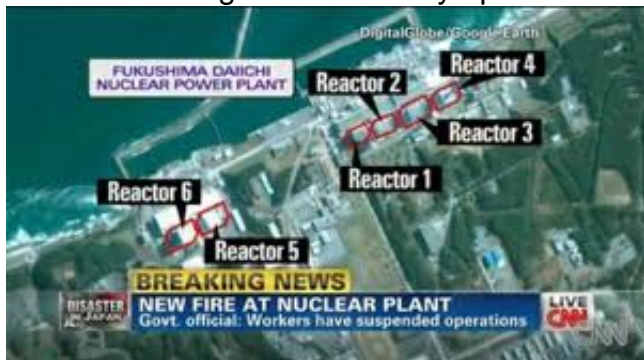 DigitalGlobe/Google Earth
FUKUSHIMA DAIICHI
NUCLEAR POWER PLANT
Reactor 2
Reactor 4
Reactor 3
Reactor 1
Reactor 6
Reactor 5
BREAKING NEWS
DISASTER
IN JAPAN
NEW FIRE AT NUCLEAR PLANT
Govt. official: Workers have suspended operations
LIVE
CNN
CNN